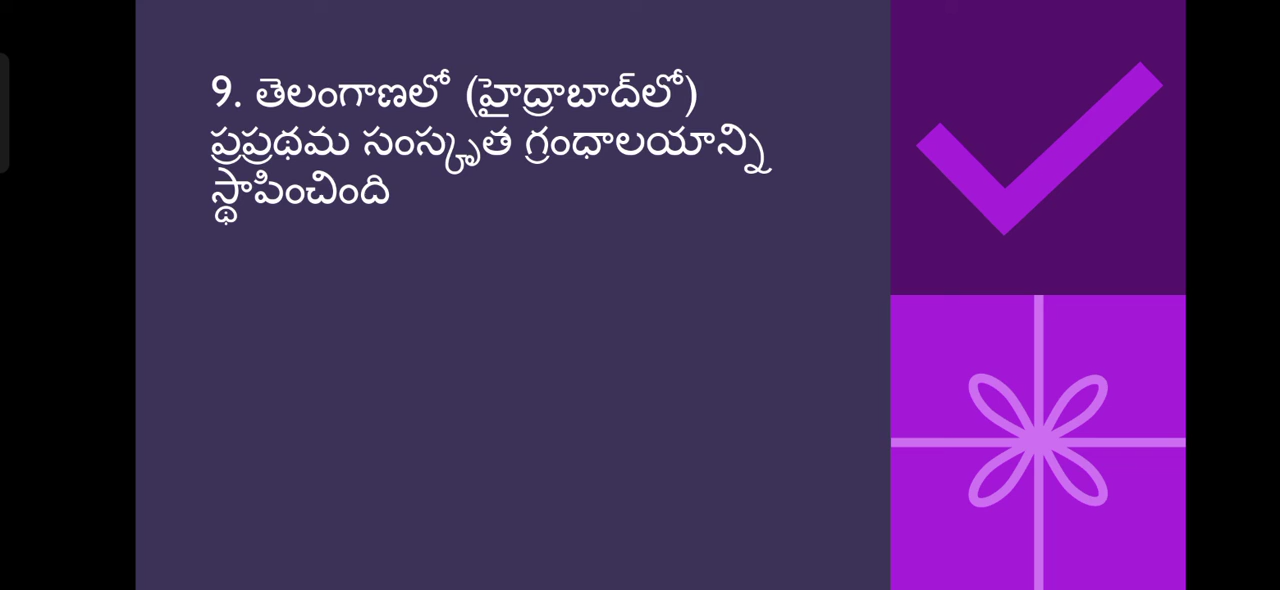 9. తెలంగాణలో (హైద్రాబాద్‌లో)
ప్రప్రథమ సంస్కృత గ్రంధాలయాన్ని
స్థాపించింది